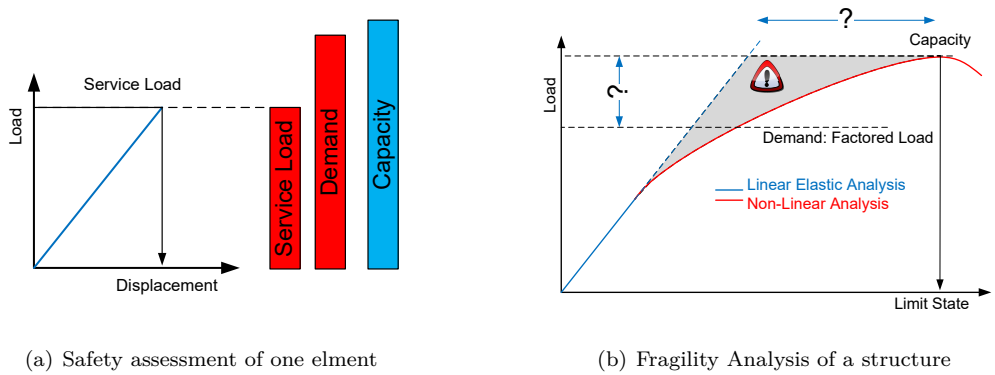 Service Load
Load
Displacement
Service Load
Demand
Capacity
(a) Safety assessment of one elment
?
Capacity
Load
?
!
Demand: Factored Load
Linear Elastic Analysis
Non-Linear Analysis
Limit State
(b) Fragility Analysis of a structure